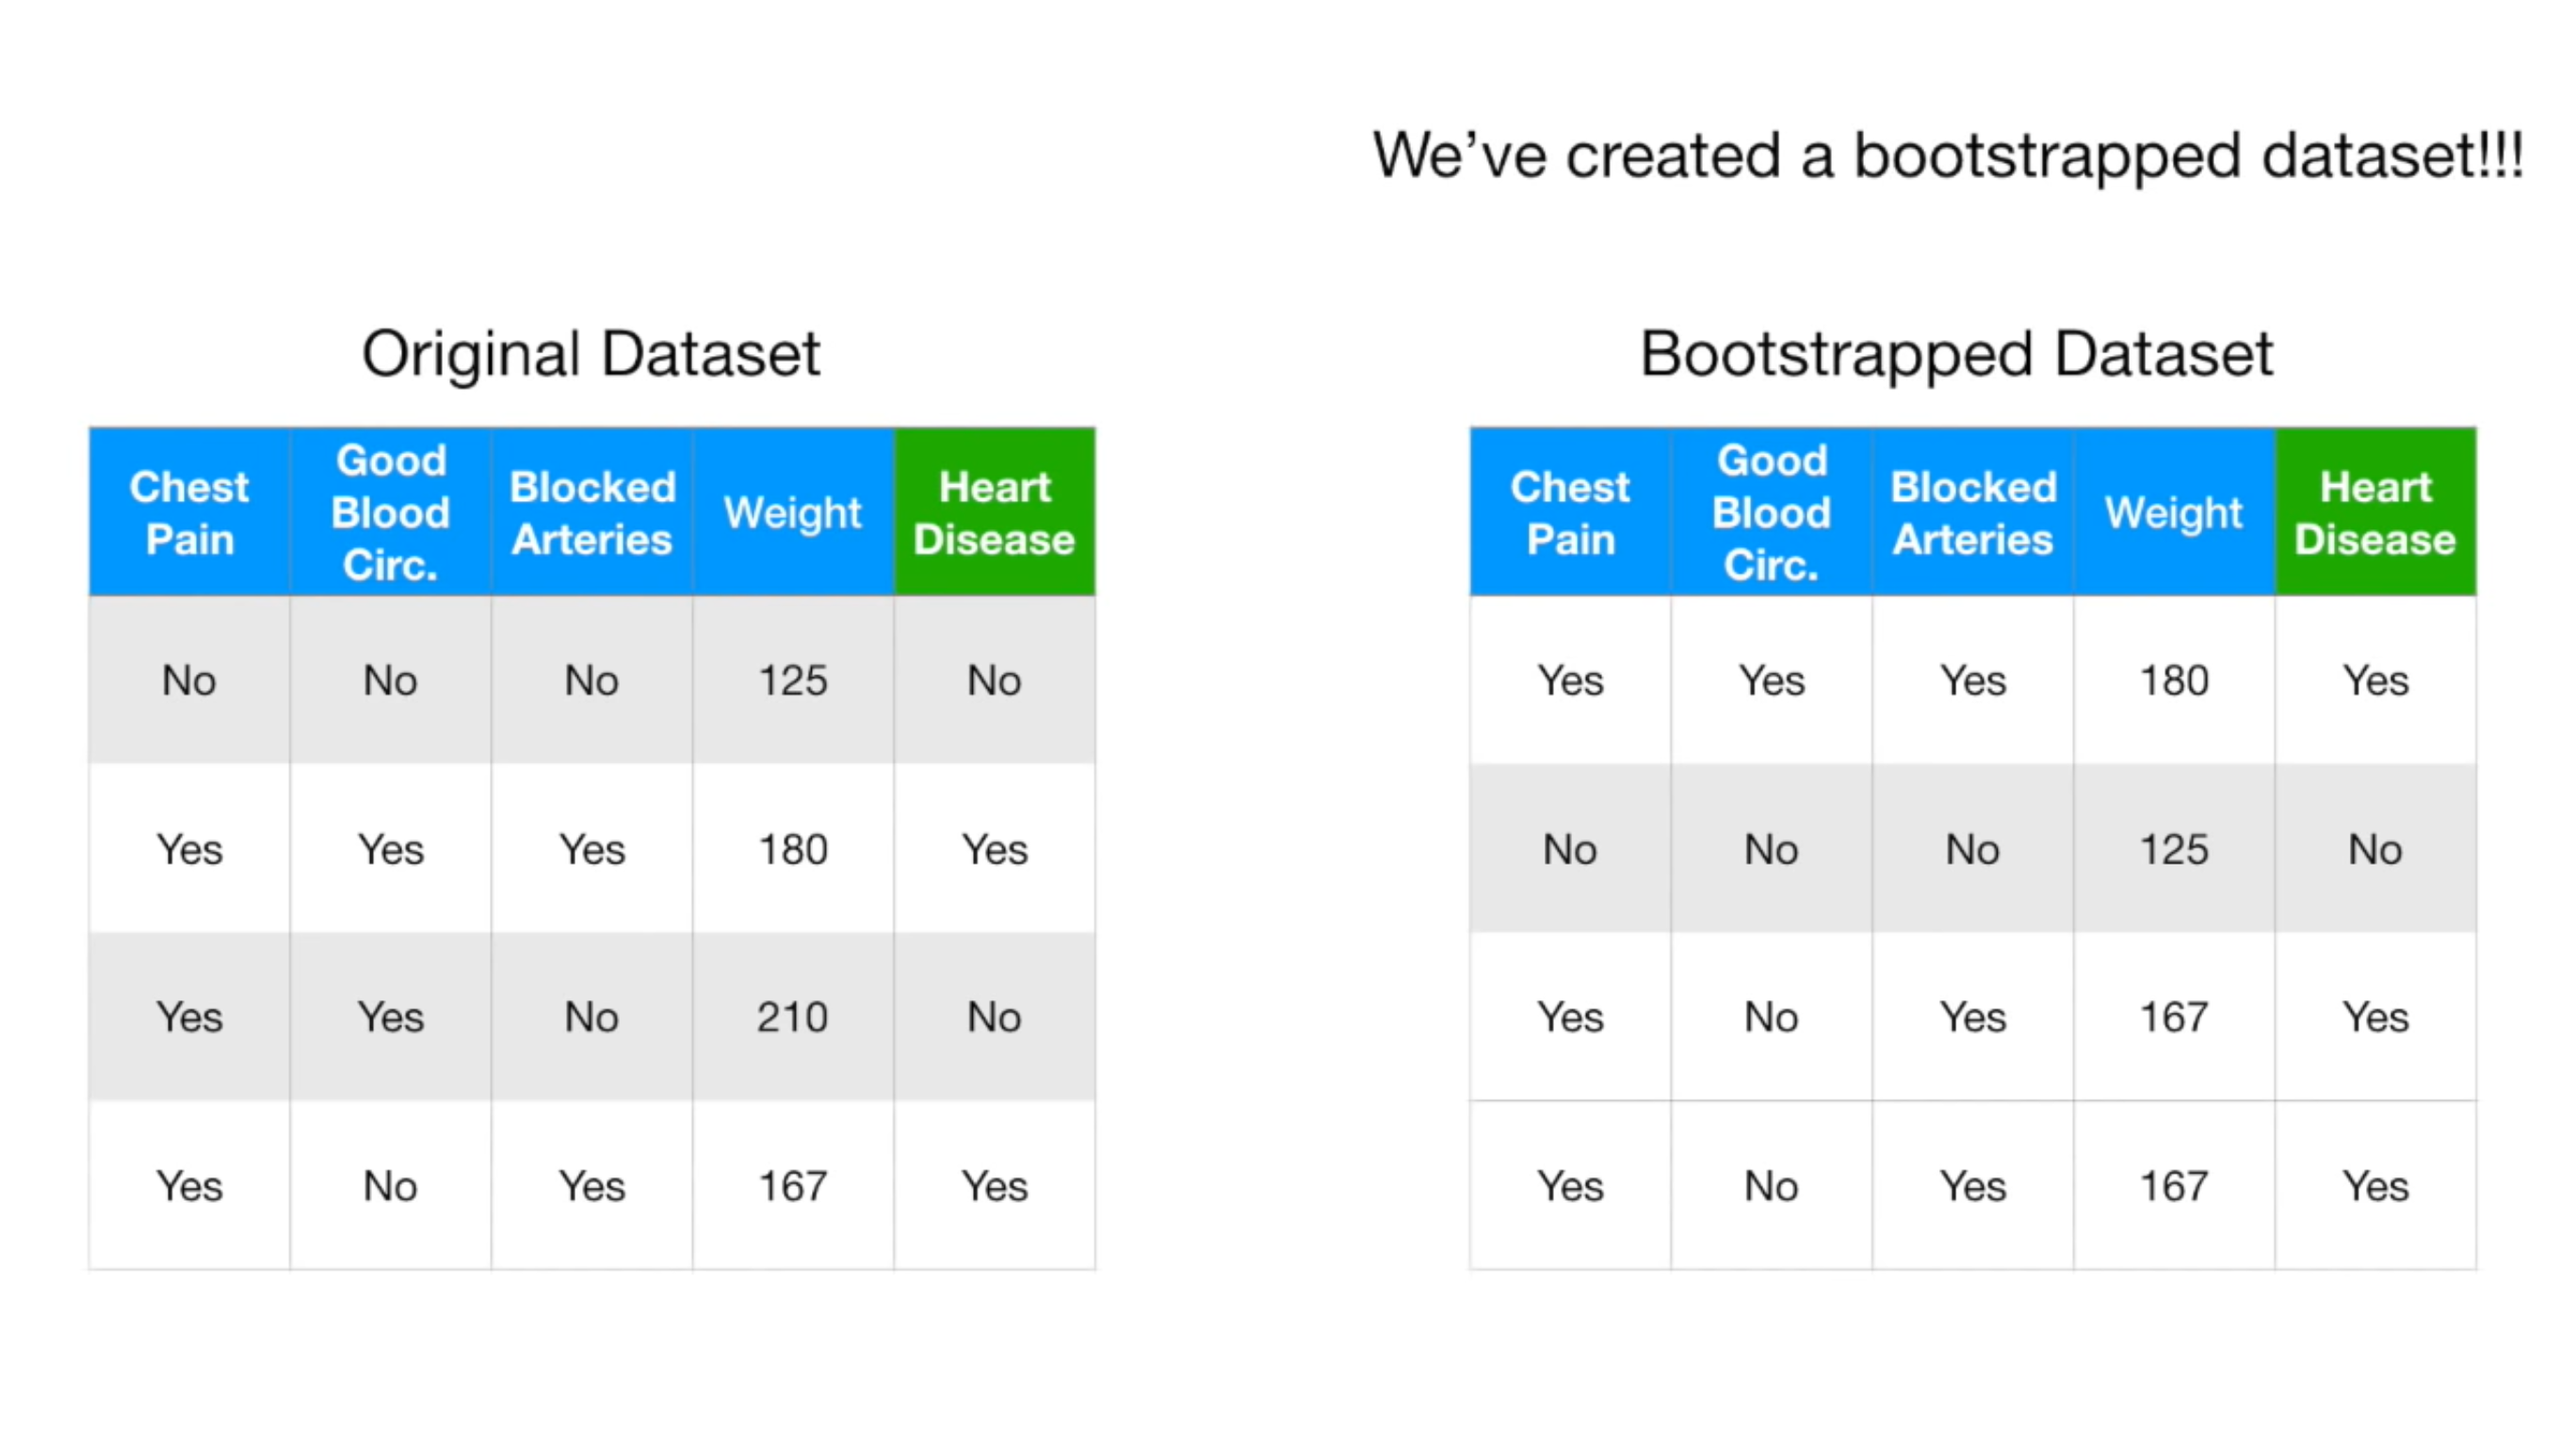 We've created a bootstrapped dataset!!!
Original Dataset
Chest Pain Good Blood Circ. Blocked Arteries Weight Heart Disease
No No No 125 No
Yes Yes Yes 180 Yes
Yes Yes No 210 No
Yes No Yes 167 Yes
Bootstrapped Dataset
Chest Pain Good Blood Circ. Blocked Arteries Weight Heart Disease
Yes Yes Yes 180 Yes
No No No 125 No
Yes No Yes 167 Yes
Yes No Yes 167 Yes